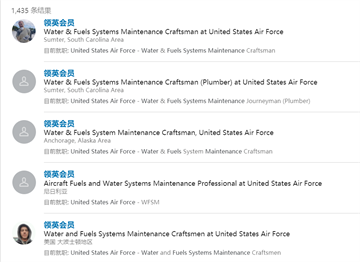 1,435 条结果
领英会员
Water & Fuels Systems Maintenance Craftsman at United States Air Force
Sumter, South Carolina Area
目前就职: United States Air Force - Water & Fuels Systems Maintenance Craftsman
领英会员
Water & Fuels Systems Maintenance Craftsman (Plumber) at United States Air Force
Sumter, South Carolina Area
目前就职: United States Air Force - Water & Fuels Systems Maintenance Journeyman (Plumber)
领英会员
Water & Fuels System Maintenance Craftsman, United States Air Force
Anchorage, Alaska Area
目前就职: United States Air Force - Water & Fuels System Maintenance Craftsman
领英会员
Aircraft Fuels and Water Systems Maintenance Professional at United States Air Force
尼日利亚
目前就职: United States Air Force - WFSM
领英会员
Water and Fuels Systems Maintenance Craftsmen at United States Air Force
美国 大波士顿地区
目前就职: United States Air Force - Water and Fuels Systems Maintenance Craftsmen